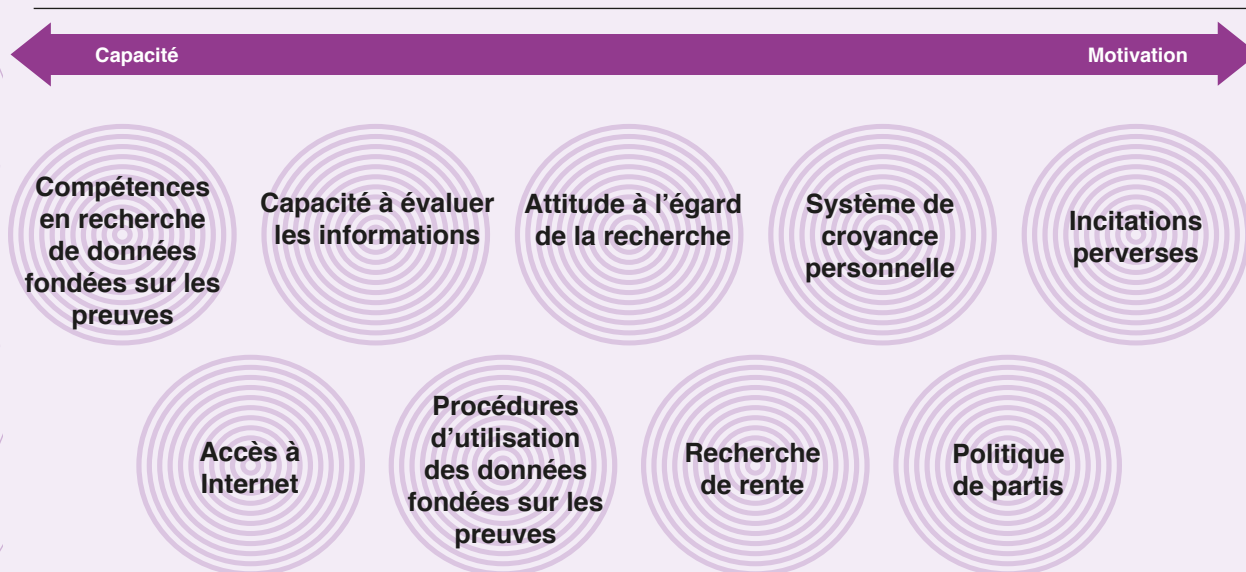 Capacité
Motivation
Compétences
en recherche
de données
fondées sur les
preuves
Capacité à évaluer
les informations
Attitude à l'égard
de la recherche
Système de
croyance
personnelle
Incitations
perverses
Accès à
Internet
Procédures
d'utilisation
des données
fondées sur les
preuves
Recherche
de rente
Politique
de partis